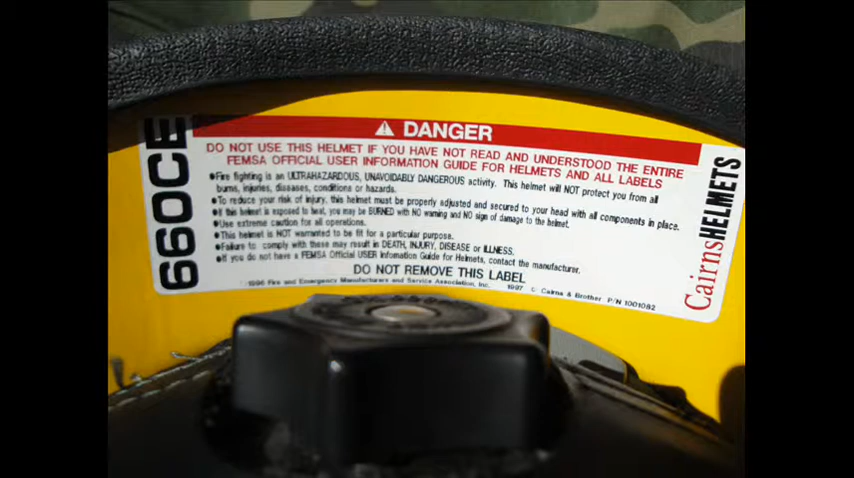 660CE
DANGER
DO NOT USE THIS HELMET IF YOU HAVE NOT READ AND UNDERSTOOD THE ENTIRE
FEMSA OFFICIAL USER INFORMATION GUIDE FOR HELMETS AND ALL LABELS
•Fire fighting is an ULTRAHAZARDOUS, UNAVOIDABLY DANGEROUS activity. This helmet will NOT protect you from all
burns, injuries, diseases, conditions or hazards.
•To reduce your risk of injury, this helmet must be properly adjusted and secured to your head with all components in place.
•If this helmet is exposed to heat, you may be BURNED with NO warning and NO sign of damage to the helmet.
•Use extreme caution for all operations.
•This helmet is NOT warranted to be fit for a particular purpose.
•Failure to comply with these may result in DEATH, INJURY, DISEASE or ILLNESS.
•If you do not have a FEMSA Official USER Information Guide for Helmets, contact the manufacturer.
DO NOT REMOVE THIS LABEL
1996 Fire and Emergency Manufacturers and Service Association, Inc. 1997 © Cairns & Brother P/N 1001082
CairnsHELMETS